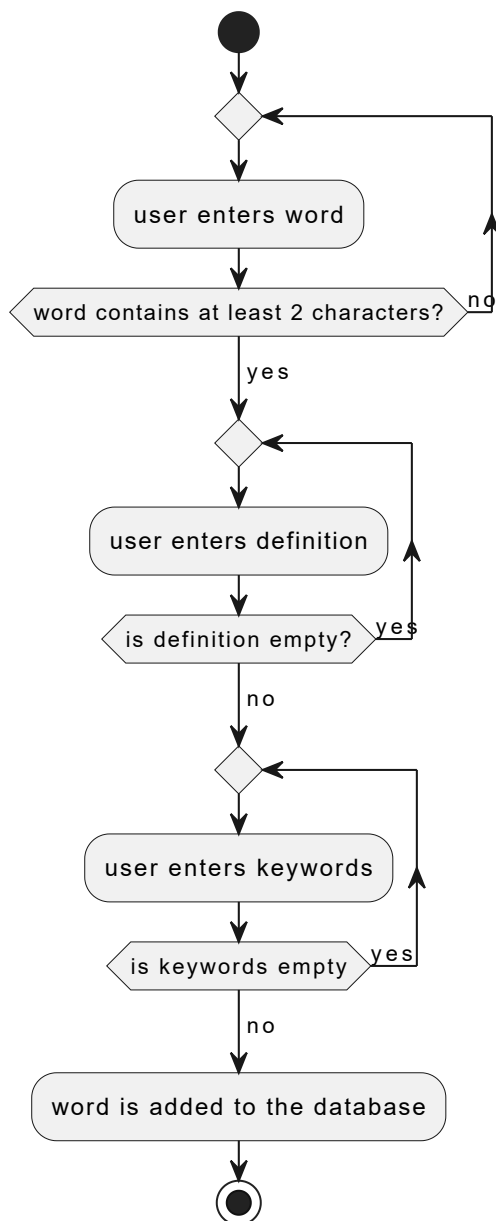 user enters word
word contains at least 2 characters?
no
yes
user enters definition
is definition empty?
yes
no
user enters keywords
is keywords empty
yes
no
word is added to the database